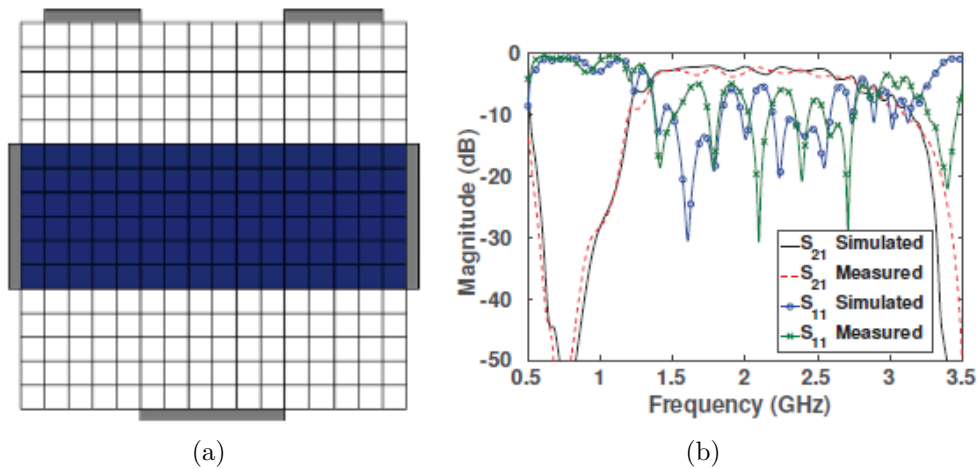 0
-10
-20
-30
-40
-50
Magnitude (dB)
S21 Simulated
S21 Measured
S11 Simulated
S11 Measured
0.5 1 1.5 2 2.5 3 3.5
Frequency (GHz)
(a) (b)